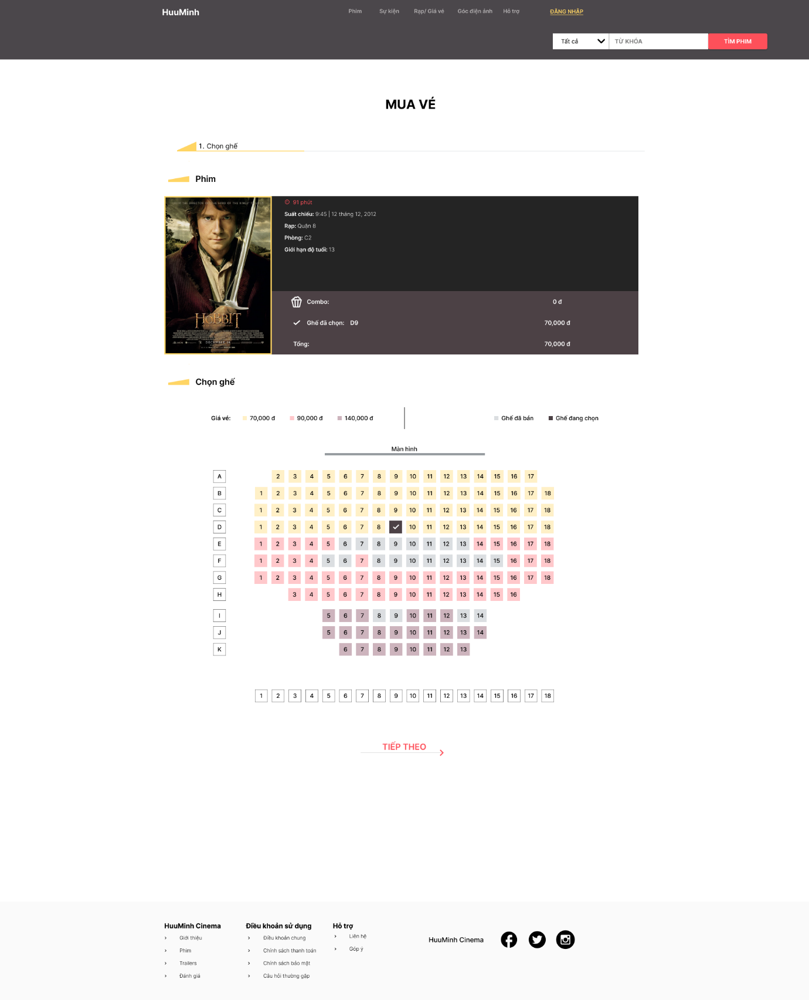 HuuMinh
Phim Sự kiện Rạp/ Giá vé Góc điện ảnh Hỗ trợ ĐĂNG NHẬP
Tất cả TỪ KHÓA TÌM PHIM
MUA VÉ
1. Chọn ghế
Phim
FROM THE DIRECTOR OF THE LORD OF THE RINGS TRILOGY
HOBBIT
DECEMBER 14
91 phút
Suất chiếu: 9:45 | 12 tháng 12, 2012
Rạp: Quận 8
Phòng: C2
Giới hạn độ tuổi: 13
Combo: 0 đ
Ghế đã chọn: D9 70,000 đ
Tổng: 70,000 đ
Chọn ghế
Giá vé: 70,000 đ 90,000 đ 140,000 đ Ghế đã bán Ghế đang chọn
Màn hình
A 2 3 4 5 6 7 8 9 10 11 12 13 14 15 16 17
B 1 2 3 4 5 6 7 8 9 10 11 12 13 14 15 16 17 18
C 1 2 3 4 5 6 7 8 9 10 11 12 13 14 15 16 17 18
D 1 2 3 4 5 6 7 8 10 11 12 13 14 15 16 17 18
E 1 2 3 4 5 6 7 8 9 10 11 12 13 14 15 16 17 18
F 1 2 3 4 5 6 7 8 9 10 11 12 13 14 15 16 17 18
G 1 2 3 4 5 6 7 8 9 10 11 12 13 14 15 16 17 18
H 3 4 5 6 7 8 9 10 11 12 13 14 15 16
I 5 6 7 8 9 10 11 12 13 14
J 5 6 7 8 9 10 11 12 13 14
K 6 7 8 9 10 11 12 13
1 2 3 4 5 6 7 8 9 10 11 12 13 14 15 16 17 18
TIẾP THEO
HuuMinh Cinema
Giới thiệu
Phim
Trailers
Đánh giá
Điều khoản sử dụng
Điều khoản chung
Chính sách thanh toán
Chính sách bảo mật
Câu hỏi thường gặp
Hỗ trợ
Liên hệ
Góp ý
HuuMinh Cinema